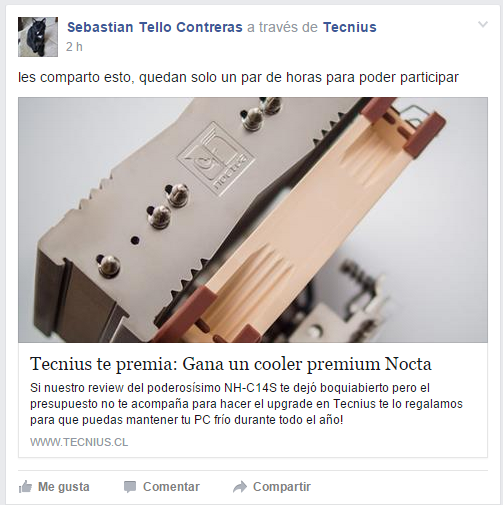 Sebastian Tello Contreras a través de Tecnius
2 h
les comparto esto, quedan solo un par de horas para poder participar
noctua
Tecnius te premia: Gana un cooler premium Nocta
Si nuestro review del poderosísimo NH-C14S te dejó boquiabierto pero el
presupuesto no te acompaña para hacer el upgrade en Tecnius te lo regalamos
para que puedas mantener tu PC frío durante todo el año!
WWW.TECNIUS.CL
Me gusta Comentar Compartir